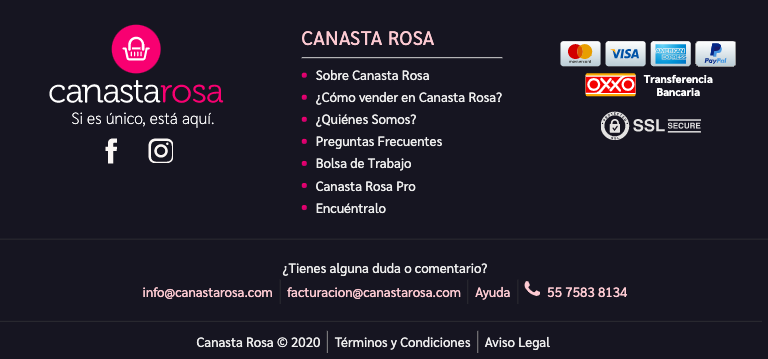 canastarosa
Si es único, está aquí.
CANASTA ROSA
Sobre Canasta Rosa
¿Cómo vender en Canasta Rosa?
¿Quiénes Somos?
Preguntas Frecuentes
Bolsa de Trabajo
Canasta Rosa Pro
Encuéntralo
mastercard VISA AMERICAN EXPRESS PayPal
OXXO Transferencia
Bancaria
SSL SECURE
¿Tienes alguna duda o comentario?
info@canastarosa.com facturacion@canastarosa.com Ayuda 55 7583 8134
Canasta Rosa © 2020 Términos y Condiciones Aviso Legal